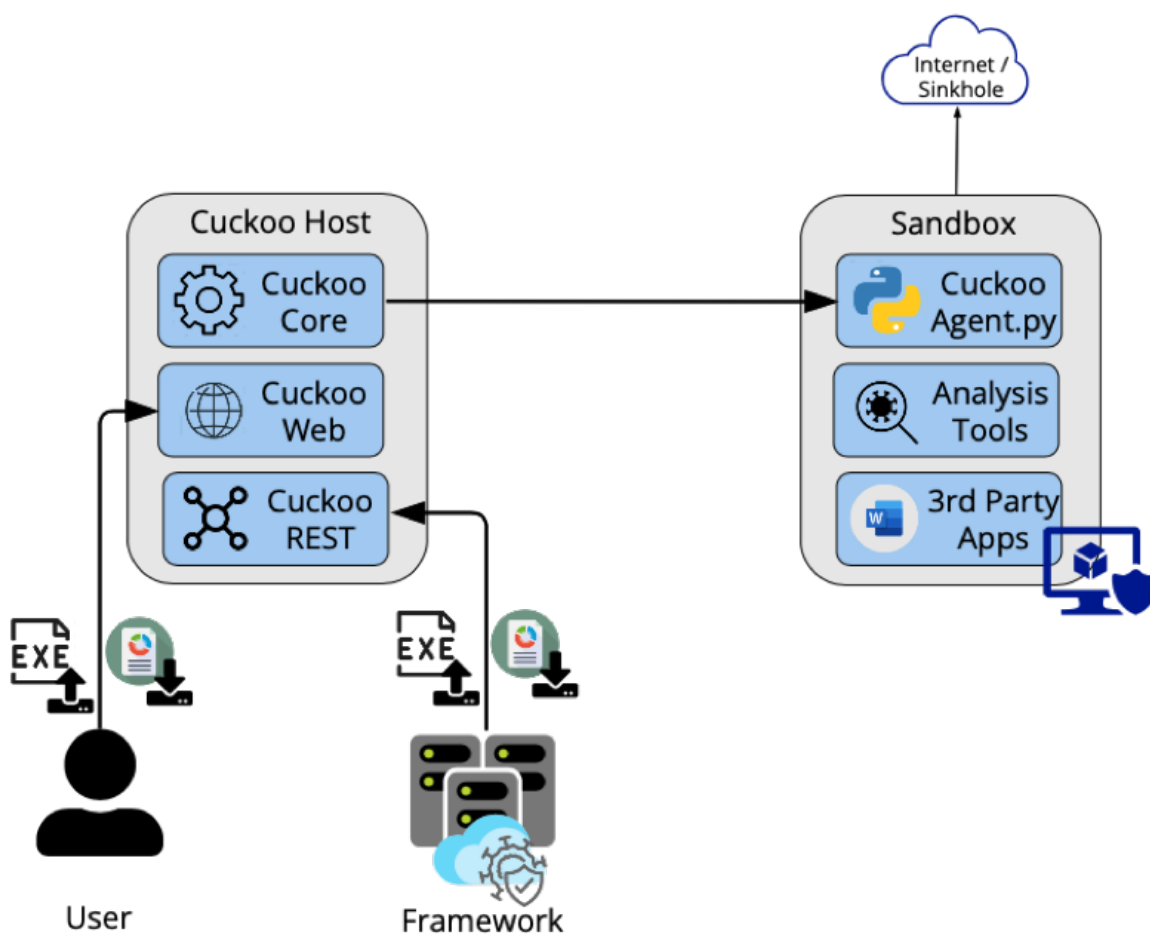 Internet /
Sinkhole
Cuckoo Host
Cuckoo
Core
Cuckoo
Web
Cuckoo
REST
Sandbox
Cuckoo
Agent.py
Analysis
Tools
W
3rd Party
Apps
EXE
EXE
User
Framework